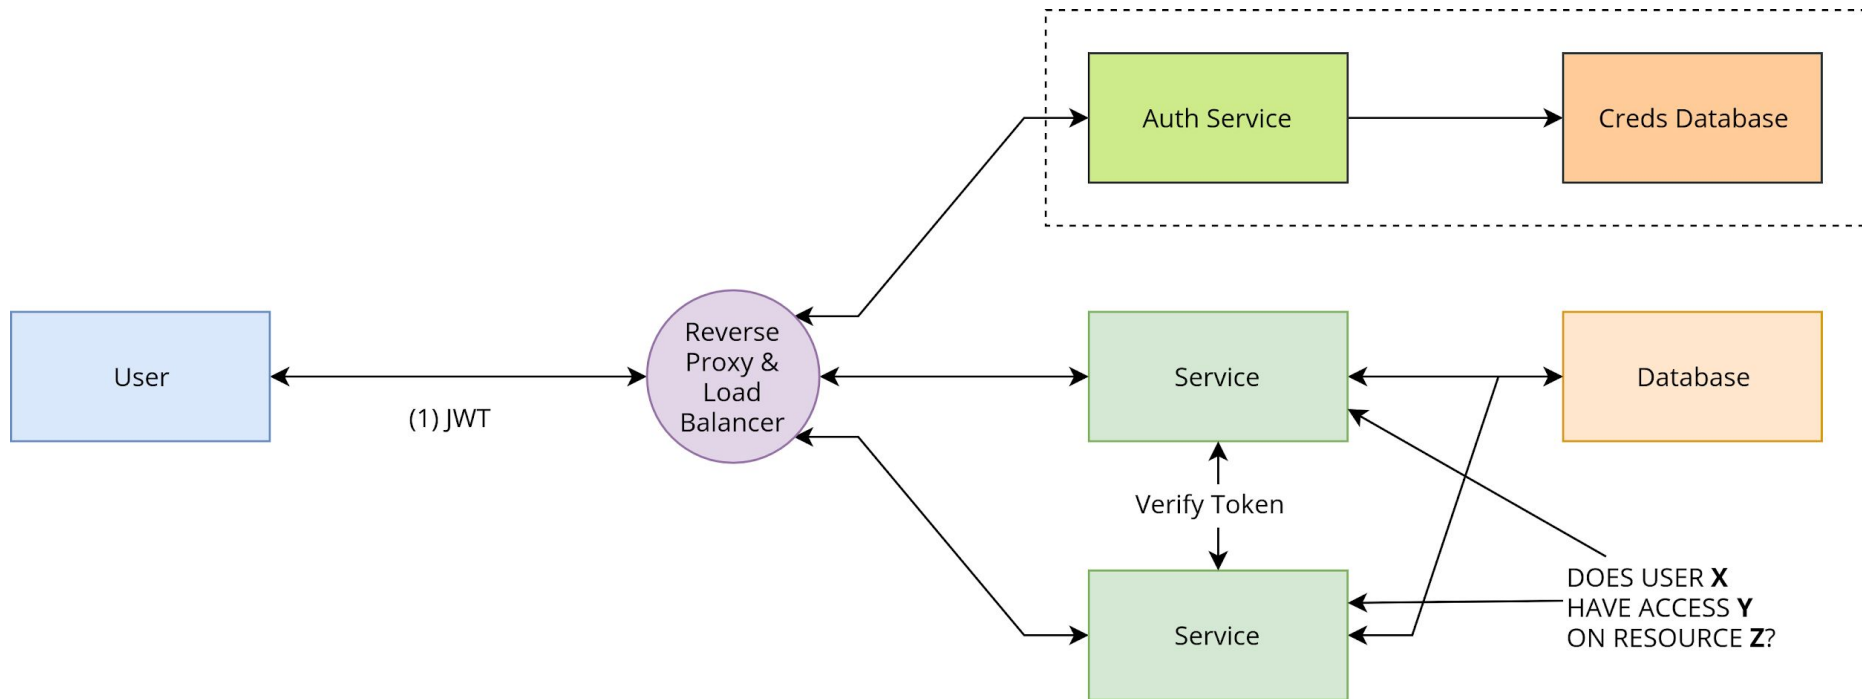 Auth Service
Creds Database
User
(1) JWT
Reverse
Proxy &
Load
Balancer
Service
Database
Verify Token
Service
DOES USER X
HAVE ACCESS Y
ON RESOURCE Z?